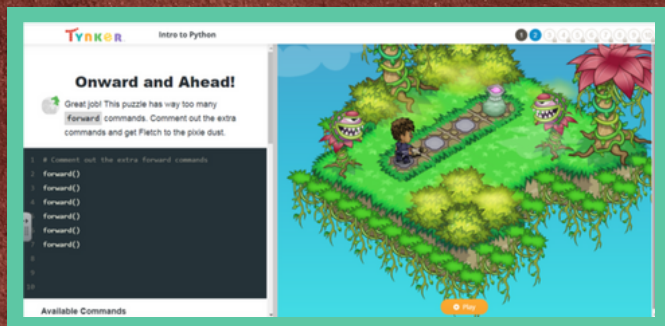 TYNKER
Intro to Python
1 2
Onward and Ahead!
Great job! This puzzle has way too many
forward commands. Comment out the extra
commands and get Fletch to the pixie dust.
1 # Comment out the extra forward commands
2 forward()
3 forward()
4 forward()
5 forward()
6 forward()
7 forward()
8
9
10
Available Commands
Play